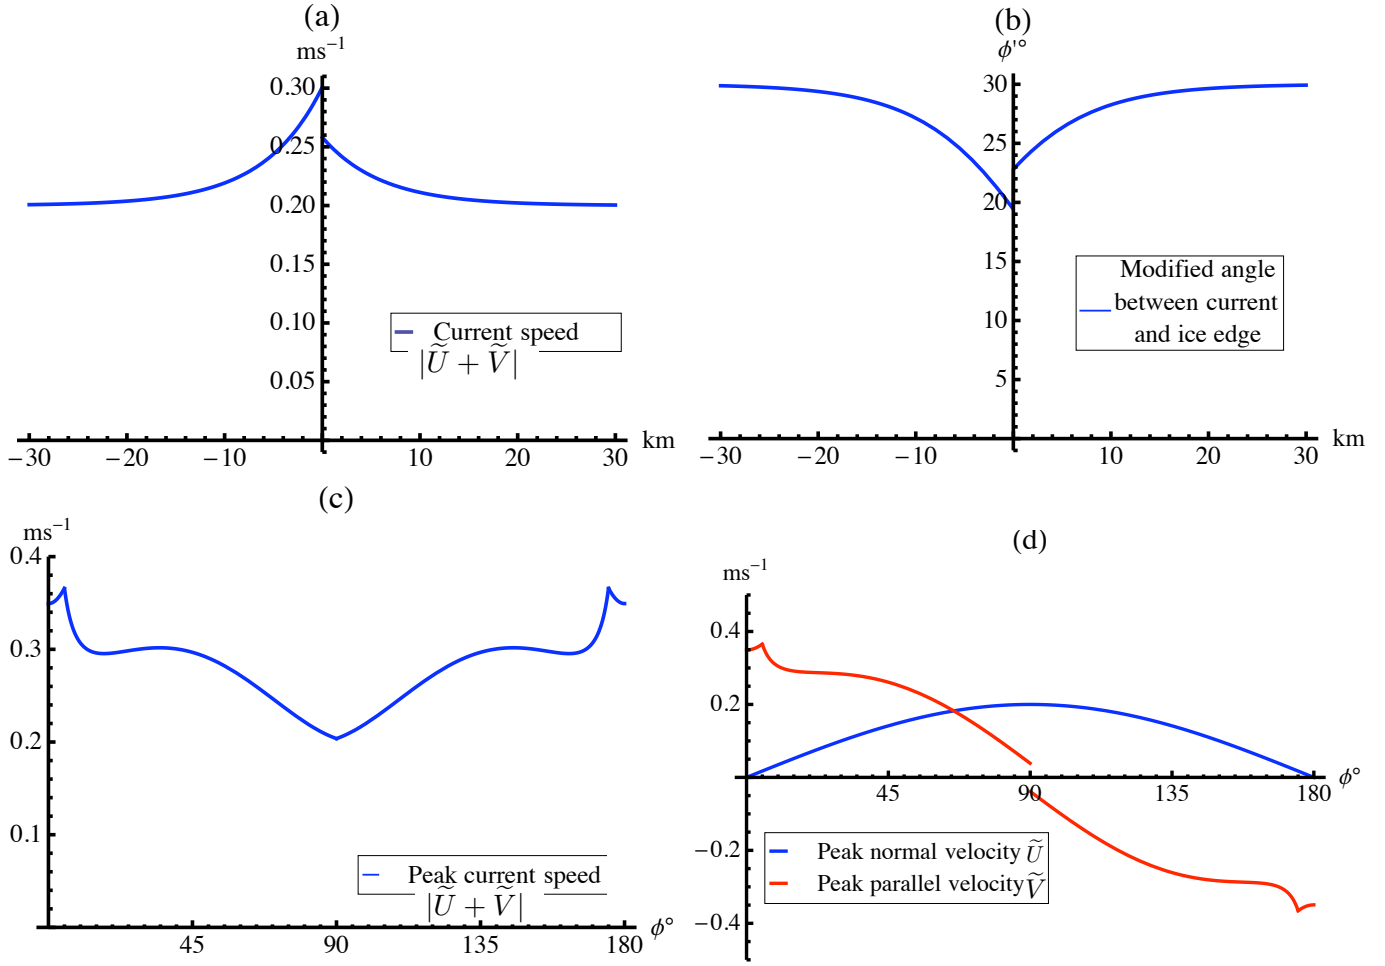 (a)
ms−1
0.30
0.25
0.20
0.15
0.10
0.05
Current speed
|Ũ + Ṽ|
−30 −20 −10 10 20 30 km
(b)
ϕ'°
30
25
20
15
10
5
Modified angle
between current
and ice edge
−30 −20 −10 10 20 30 km
(c)
ms−1
0.4
0.3
0.2
0.1
Peak current speed
|Ũ + Ṽ|
45 90 135 180 ϕ°
(d)
ms−1
0.4
0.2
45 90 135 180 ϕ°
−0.2
−0.4
Peak normal velocity Ũ
Peak parallel velocity Ṽ